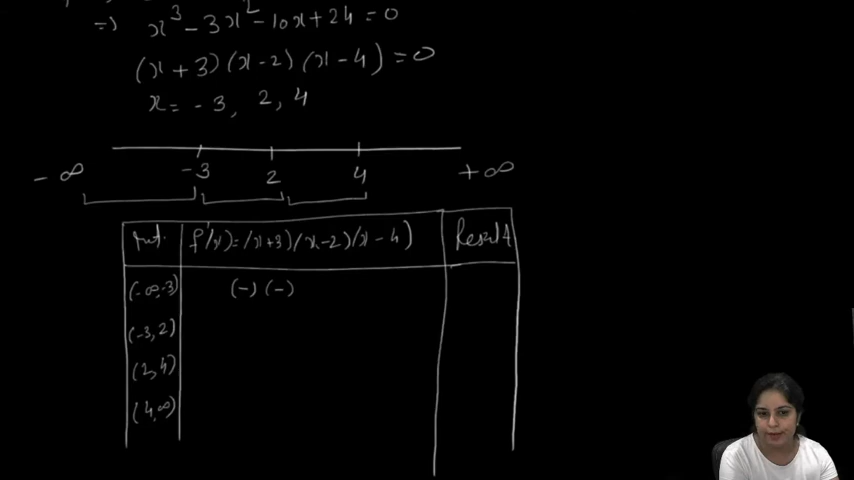 =) x³ - 3x² - 10x + 24 = 0
(x + 3) (x - 2) (x - 4) = 0
x = - 3, 2, 4
- ∞ -3 2 4 + ∞
Int. f'(x) = (x+3) (x-2) (x-4) Result
(-∞,-3) (-) (-)
(-3, 2)
(2, 4)
(4, ∞)